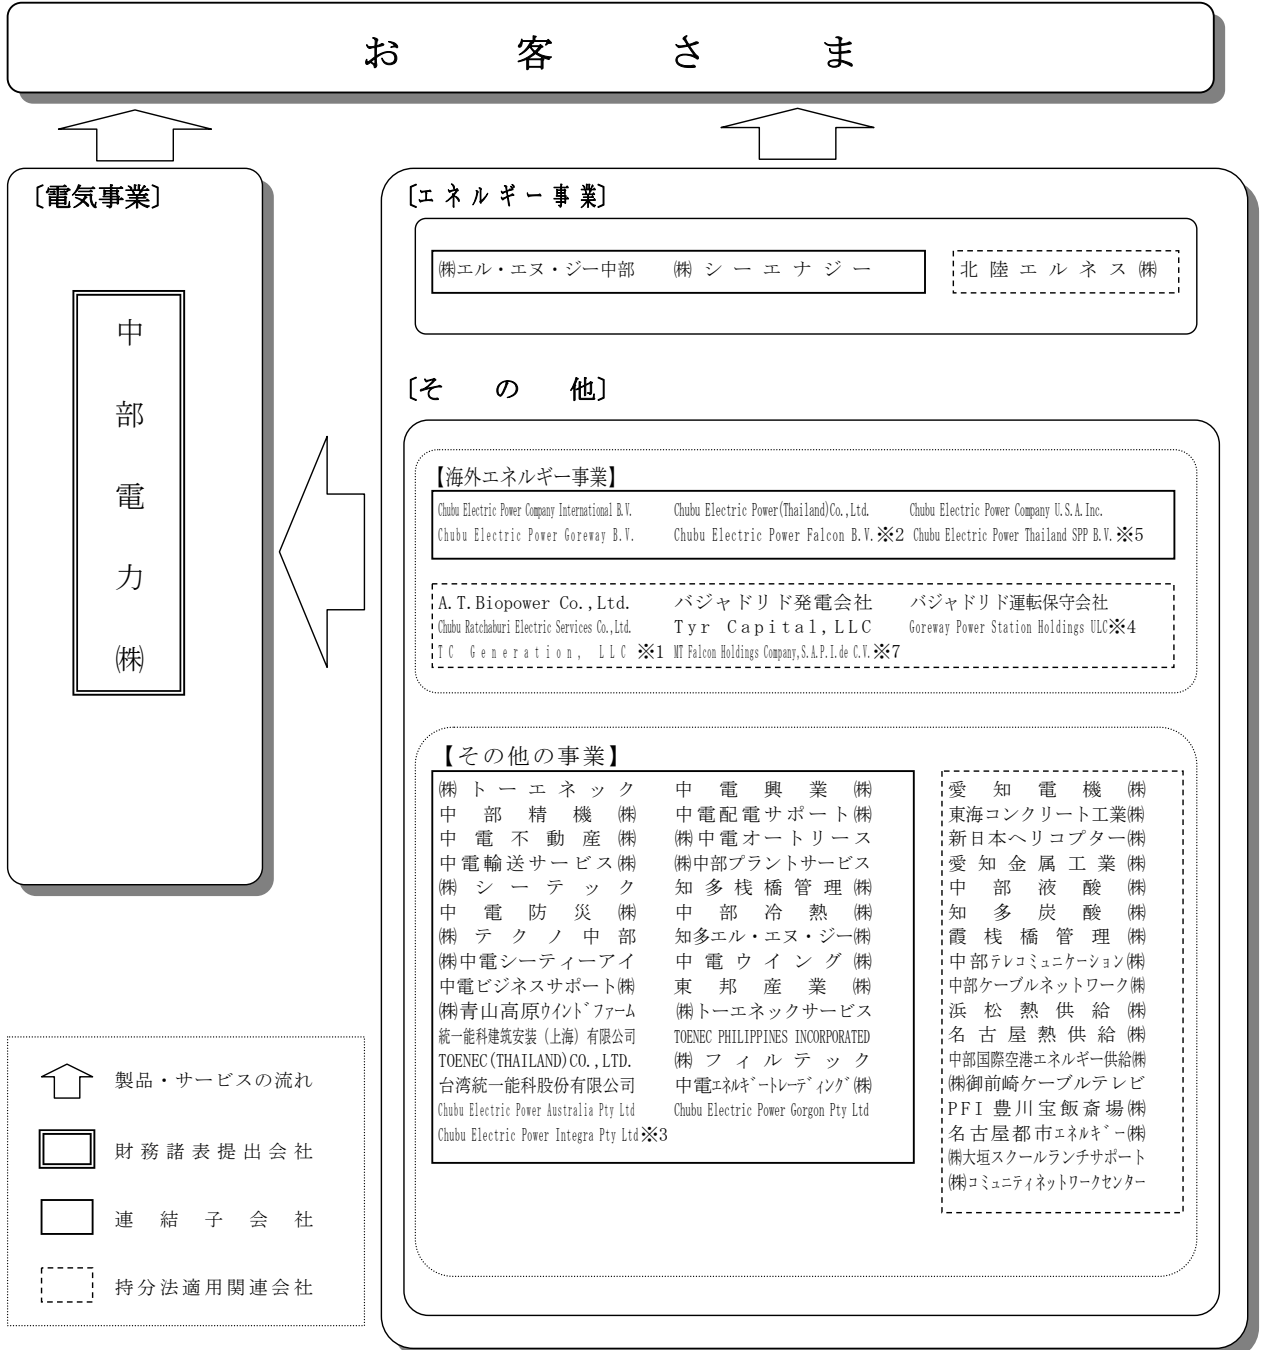 お客さま
〔電気事業〕
中部電力㈱
〔エネルギー事業〕
㈱エル・エヌ・ジー中部 ㈱シーエナジー 北陸エルネス㈱
〔その他〕
【海外エネルギー事業】
Chubu Electric Power Company International B.V. Chubu Electric Power(Thailand)Co.,Ltd. Chubu Electric Power Company U.S.A.Inc.
Chubu Electric Power Goreway B.V. Chubu Electric Power Falcon B.V.※2 Chubu Electric Power Thailand SPP B.V.※5
A.T.Biopower Co.,Ltd. バジャドリド発電会社 バジャドリド運転保守会社
Chubu Ratchaburi Electric Services Co.,Ltd. Tyr Capital,LLC Goreway Power Station Holdings ULC※4
TC Generation, LLC ※1 MT Falcon Holdings Company,S.A.P.I.de C.V.※7
【その他の事業】
㈱トーエネック 中電興業㈱
中部精機㈱ 中電配電サポート㈱
中電不動産㈱ ㈱中電オートリース
中電輸送サービス㈱ ㈱中部プラントサービス
㈱シーテック 知多桟橋管理㈱
中電防災㈱ 中部冷熱㈱
㈱テクノ中部 知多エル・エヌ・ジー㈱
㈱中電シーティーアイ 中電ウイング㈱
中電ビジネスサポート㈱ 東邦産業㈱
㈱青山高原ウインドファーム ㈱トーエネックサービス
統一能科建筑安装（上海）有限公司 TOENEC PHILIPPINES INCORPORATED
TOENEC(THAILAND)CO.,LTD. ㈱フィルテック
台湾統一能科股份有限公司 中電エネルギートレーディング㈱
Chubu Electric Power Australia Pty Ltd Chubu Electric Power Gorgon Pty Ltd
Chubu Electric Power Integra Pty Ltd※3
愛知電機㈱
東海コンクリート工業㈱
新日本ヘリコプター㈱
愛知金属工業㈱
中部液酸㈱
知多炭酸㈱
霞桟橋管理㈱
中部テレコミュニケーション㈱
中部ケーブルネットワーク㈱
浜松熱供給㈱
名古屋熱供給㈱
中部国際空港エネルギー供給㈱
㈱御前崎ケーブルテレビ
PFI豊川宝飯斎場㈱
名古屋都市エネルギー㈱
㈱大垣スクールランチサポート
㈱コミュニティネットワークセンター
製品・サービスの流れ
財務諸表提出会社
連結子会社
持分法適用関連会社